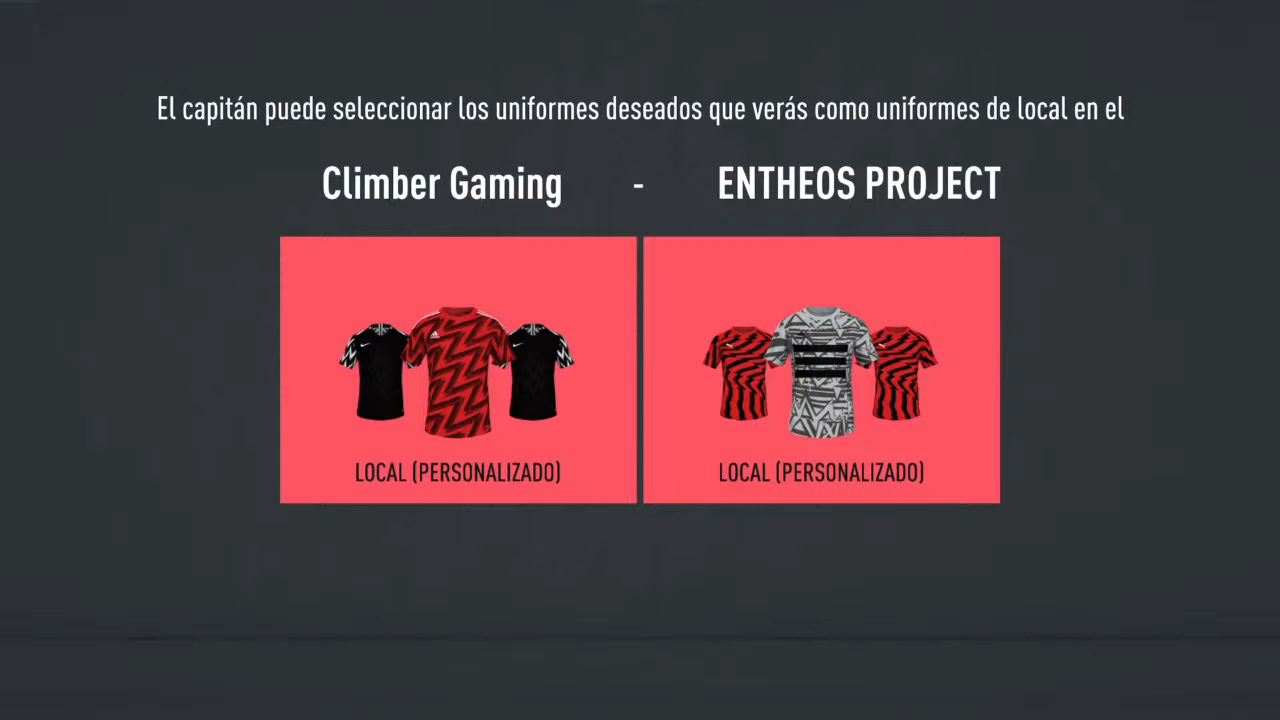 El capitán puede seleccionar los uniformes deseados que verás como uniformes de local en el
Climber Gaming - ENTHEOS PROJECT
LOCAL (PERSONALIZADO) LOCAL (PERSONALIZADO)